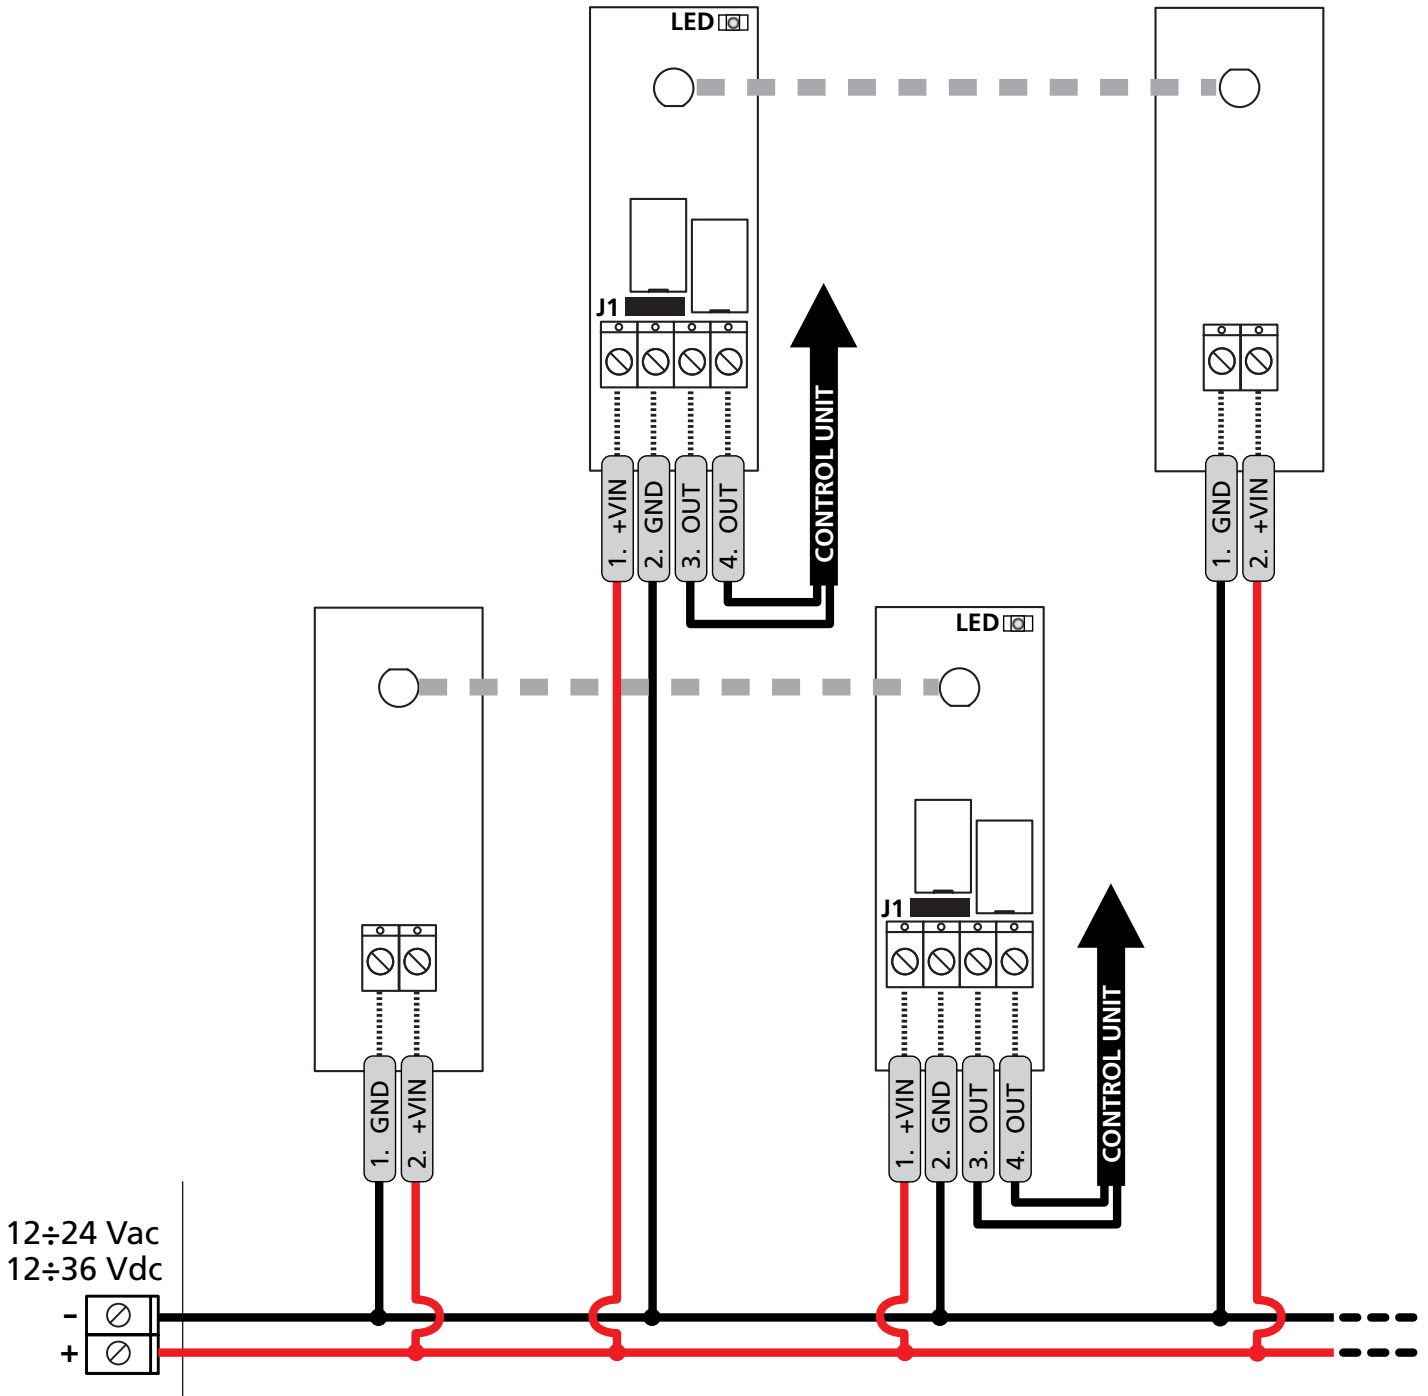 LED
J1
CONTROL UNIT
1. +VIN
2. GND
3. OUT
4. OUT
1. GND
2. +VIN
LED
J1
CONTROL UNIT
1. GND
2. +VIN
1. +VIN
2. GND
3. OUT
4. OUT
12÷24 Vac
12÷36 Vdc
–
+